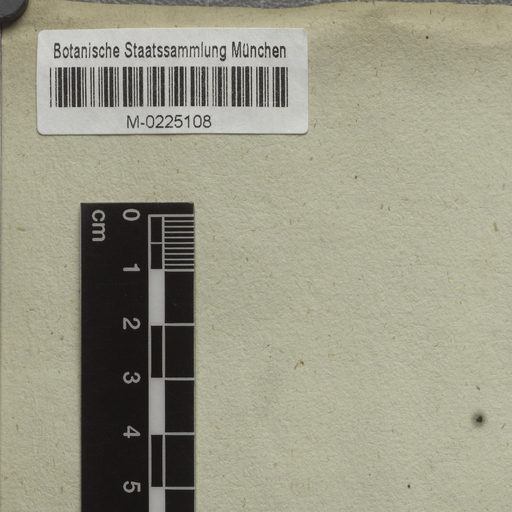 Botanische Staatssammlung München
M-0225108
cm
0
1
2
3
4
5